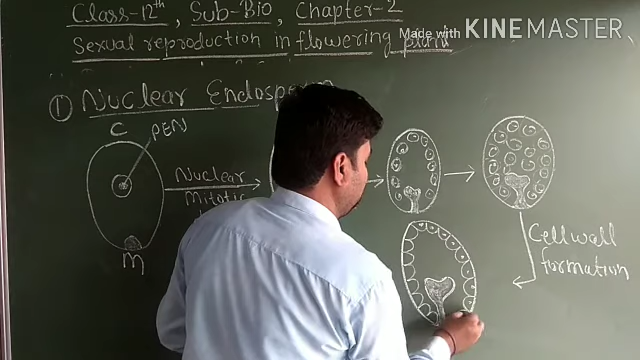 Class-12th, Sub-Bio, Chapter-2
Sexual reproduction in flowering plant
Made with KINEMASTER
① Nuclear Endosperm
C
PEN
Nuclear
Mitotic
M
Cell wall
formation